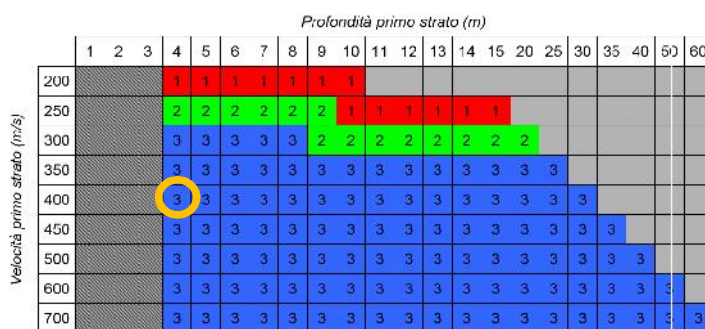 Profondità primo strato (m)
1 2 3 4 5 6 7 8 9 10 11 12 13 14 15 20 25 30 35 40 50 60
Velocità primo strato (m/s)
200 1 1 1 1 1 1 1
250 2 2 2 2 2 2 1 1 1 1 1 1
300 3 3 3 3 3 2 2 2 2 2 2 2 2
350 3 3 3 3 3 3 3 3 3 3 3 3 3 3
400 3 3 3 3 3 3 3 3 3 3 3 3 3 3 3
450 3 3 3 3 3 3 3 3 3 3 3 3 3 3 3 3
500 3 3 3 3 3 3 3 3 3 3 3 3 3 3 3 3 3
600 3 3 3 3 3 3 3 3 3 3 3 3 3 3 3 3 3 3
700 3 3 3 3 3 3 3 3 3 3 3 3 3 3 3 3 3 3 3